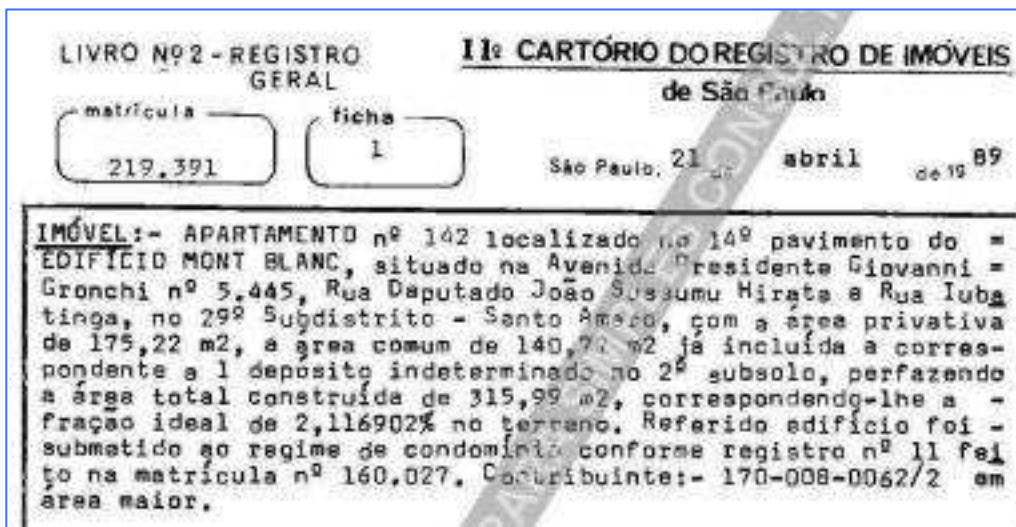 LIVRO Nº 2 - REGISTRO GERAL
11º CARTÓRIO DO REGISTRO DE IMÓVEIS
de São Paulo
matrícula
219.391
ficha
1
São Paulo, 21 de abril de 19 89
IMÓVEL:- APARTAMENTO nº 142 localizado no 14º pavimento do =
EDIFÍCIO MONT BLANC, situado na Avenida Presidente Giovanni =
Gronchi nº 5.445, Rua Deputado João Sussumu Hirata e Rua Iuba
tinga, no 29º Subdistrito - Santo Amaro, com a área privativa
de 175,22 m2, a área comum de 140,77 m2 já incluída a corres-
pondente a 1 depósito indeterminado no 2º subsolo, perfazendo
a área total construída de 315,99 m2, correspondendo-lhe a -
fração ideal de 2,116902% no terreno. Referido edifício foi -
submetido ao regime de condomínio conforme registro nº 11 fei
to na matrícula nº 160.027. Contribuinte:- 170-008-0062/2 em
área maior.